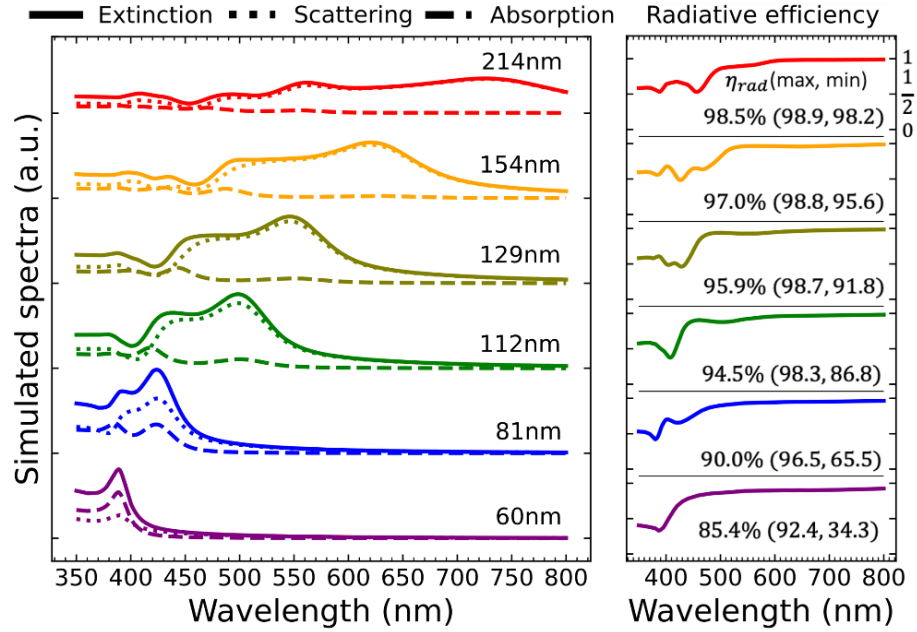 Extinction Scattering Absorption
Radiative efficiency
Simulated spectra (a.u.)
214nm
154nm
129nm
112nm
81nm
60nm
350 400 450 500 550 600 650 700 750 800
Wavelength (nm)
η_rad(max, min)
98.5% (98.9, 98.2)
97.0% (98.8, 95.6)
95.9% (98.7, 91.8)
94.5% (98.3, 86.8)
90.0% (96.5, 65.5)
85.4% (92.4, 34.3)
1
1/2
0
400 500 600 700 800
Wavelength (nm)